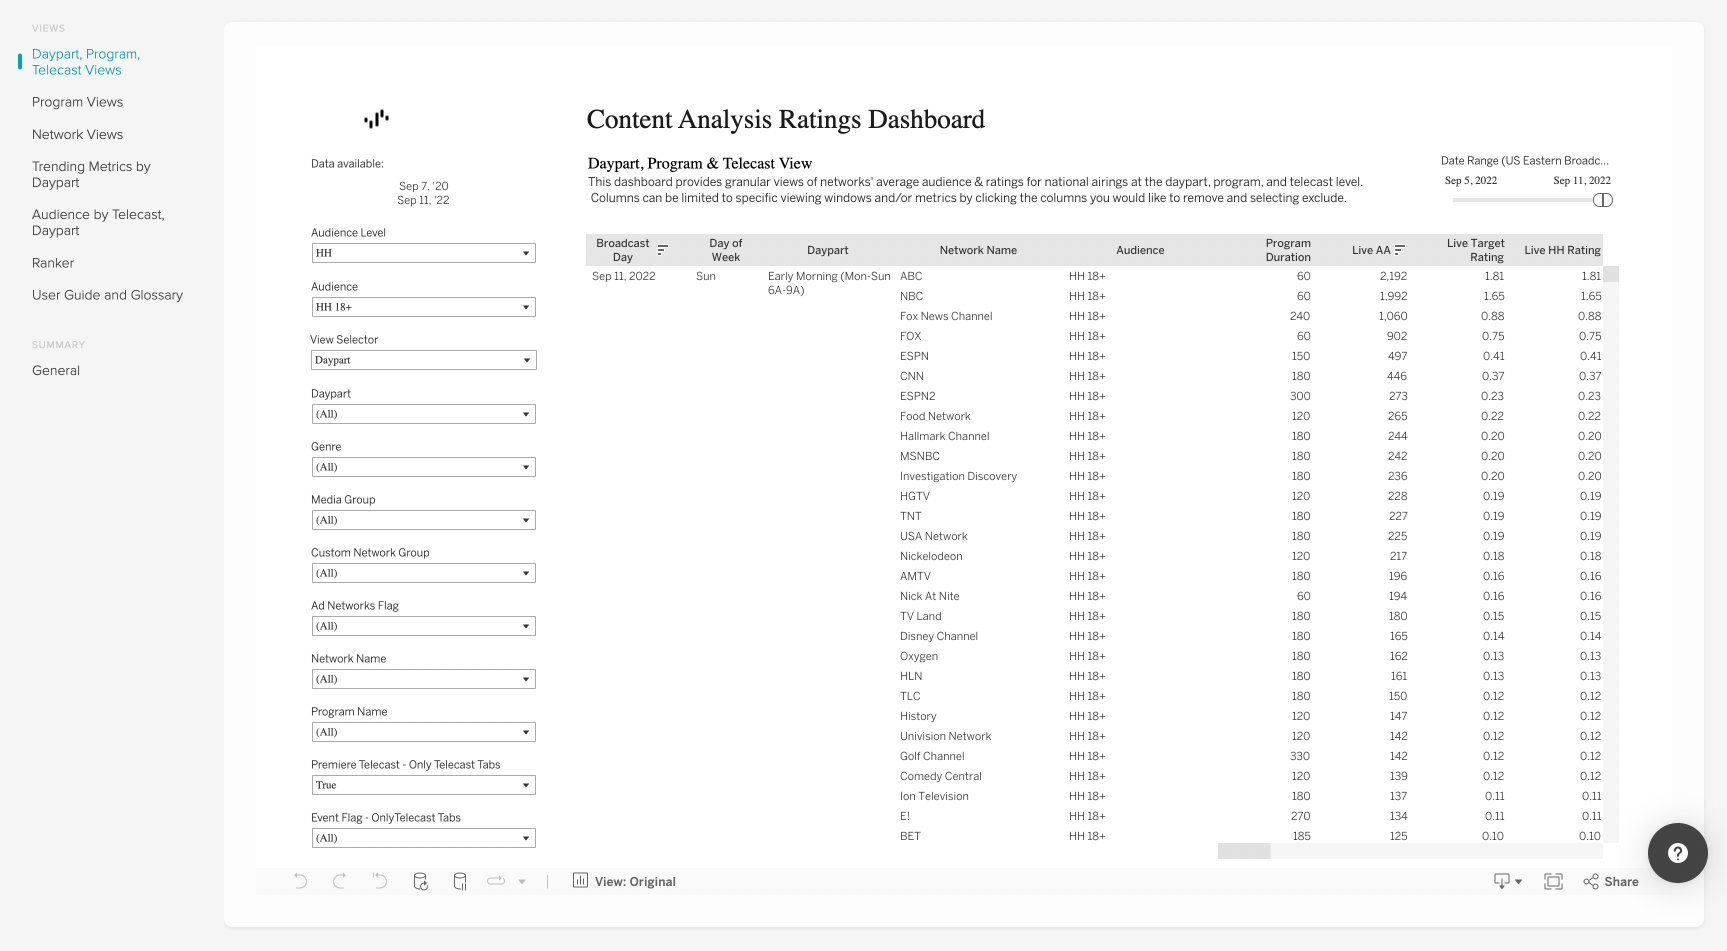 VIEWS
Daypart, Program,
Telecast Views
Program Views
Network Views
Trending Metrics by
Daypart
Audience by Telecast,
Daypart
Ranker
User Guide and Glossary
SUMMARY
General
Content Analysis Ratings Dashboard
Data available:
Sep 7, '20
Sep 11, '22
Daypart, Program & Telecast View
This dashboard provides granular views of networks' average audience & ratings for national airings at the daypart, program, and telecast level.
Columns can be limited to specific viewing windows and/or metrics by clicking the columns you would like to remove and selecting exclude.
Date Range (US Eastern Broadc...
Sep 5, 2022 Sep 11, 2022
Audience Level
HH
Audience
HH 18+
View Selector
Daypart
Daypart
(All)
Genre
(All)
Media Group
(All)
Custom Network Group
(All)
Ad Networks Flag
(All)
Network Name
(All)
Program Name
(All)
Premiere Telecast - Only Telecast Tabs
True
Event Flag - OnlyTelecast Tabs
(All)
Broadcast Day of Program Live Target
Day Week Daypart Network Name Audience Duration Live AA Rating Live HH Rating
Sep 11, 2022 Sun Early Morning (Mon-Sun ABC HH 18+ 60 2,192 1.81 1.81
6A-9A) NBC HH 18+ 60 1,992 1.65 1.65
Fox News Channel HH 18+ 240 1,060 0.88 0.88
FOX HH 18+ 60 902 0.75 0.75
ESPN HH 18+ 150 497 0.41 0.41
CNN HH 18+ 180 446 0.37 0.37
ESPN2 HH 18+ 300 273 0.23 0.23
Food Network HH 18+ 120 265 0.22 0.22
Hallmark Channel HH 18+ 180 244 0.20 0.20
MSNBC HH 18+ 180 242 0.20 0.20
Investigation Discovery HH 18+ 180 236 0.20 0.20
HGTV HH 18+ 120 228 0.19 0.19
TNT HH 18+ 180 227 0.19 0.19
USA Network HH 18+ 180 225 0.19 0.19
Nickelodeon HH 18+ 120 217 0.18 0.18
AMTV HH 18+ 180 196 0.16 0.16
Nick At Nite HH 18+ 60 194 0.16 0.16
TV Land HH 18+ 180 180 0.15 0.15
Disney Channel HH 18+ 180 165 0.14 0.14
Oxygen HH 18+ 180 162 0.13 0.13
HLN HH 18+ 180 161 0.13 0.13
TLC HH 18+ 180 150 0.12 0.12
History HH 18+ 120 147 0.12 0.12
Univision Network HH 18+ 120 142 0.12 0.12
Golf Channel HH 18+ 330 142 0.12 0.12
Comedy Central HH 18+ 120 139 0.12 0.12
Ion Television HH 18+ 180 137 0.11 0.11
E! HH 18+ 270 134 0.11 0.11
BET HH 18+ 185 125 0.10 0.10
View: Original
Share
?